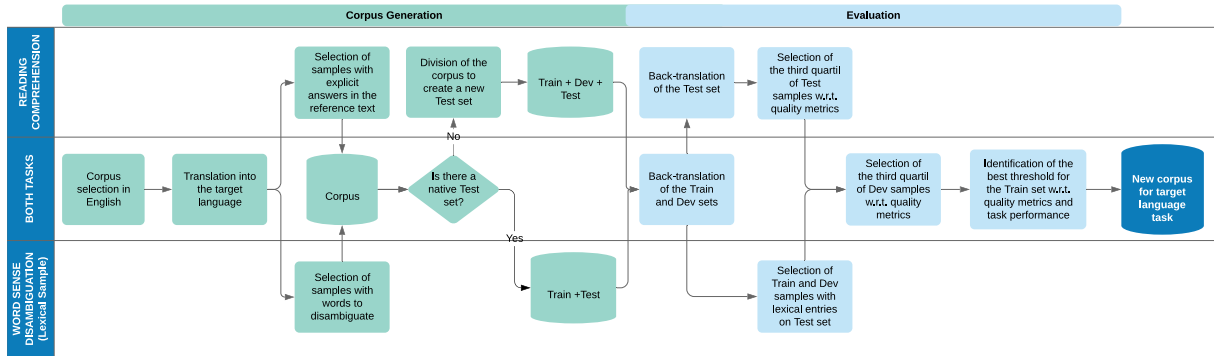 Corpus Generation
Evaluation
READING
COMPREHENSION
Selection of
samples with
explicit
answers in the
reference text
Division of the
corpus to
create a new
Test set
Train + Dev +
Test
Back-translation
of the Test set
Selection of
the third quartil
of Test
samples w.r.t.
quality metrics
No
BOTH TASKS
Corpus
selection in
English
Translation into
the target
language
Corpus
Is there a
native Test
set?
Back-translation
of the Train
and Dev sets
Selection of
the third quartil
of Dev samples
w.r.t. quality
metrics
Identification of the
best threshold for
the Train set w.r.t.
quality metrics and
task performance
New corpus
for target
language
task
Yes
WORD SENSE
DISAMBIGUATION
(Lexical Sample)
Selection of
samples with
words to
disambiguate
Train +Test
Selection of
Train and Dev
samples with
lexical entries
on Test set